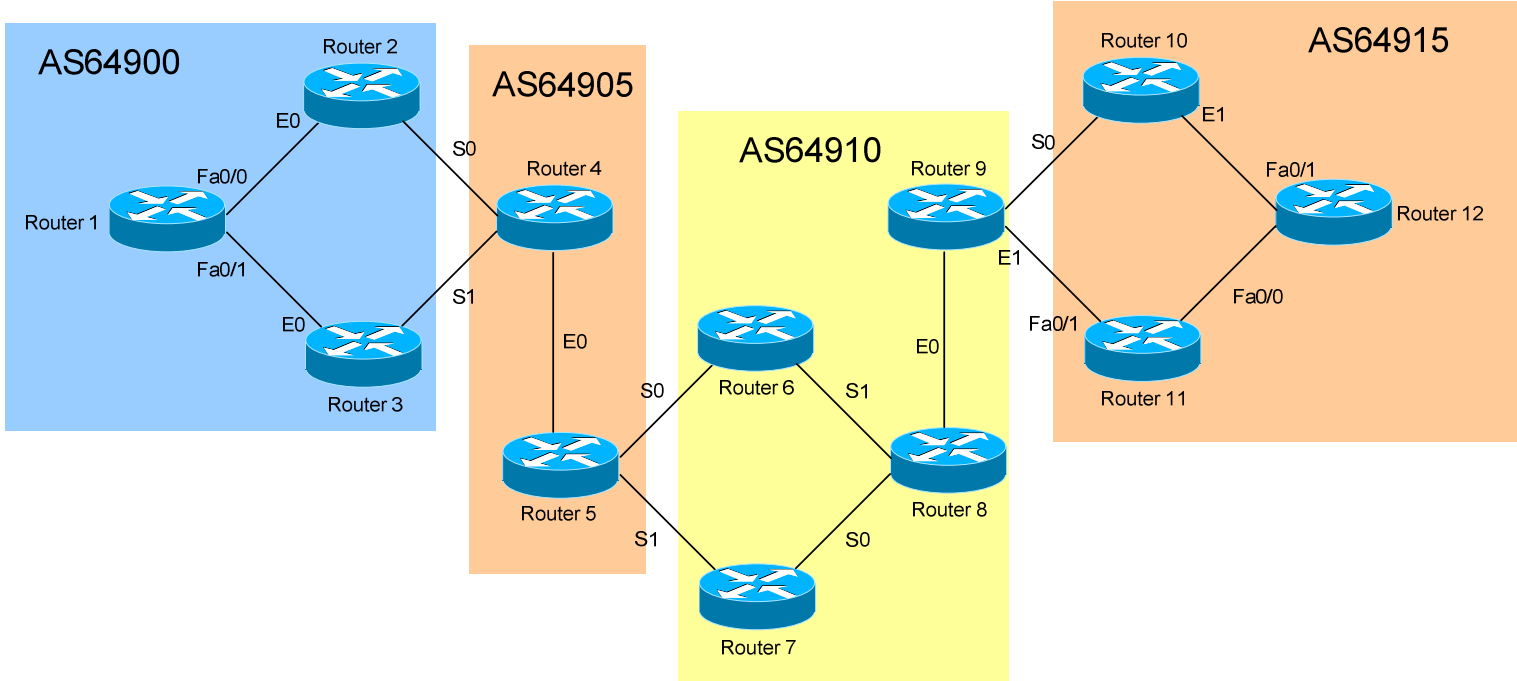 AS64900
Router 2
E0
Fa0/0
Router 1
Fa0/1
E0
Router 3
S0
S1
AS64905
Router 4
E0
Router 5
S0
S1
AS64910
Router 6
S1
Router 7
S0
Router 9
E0
Router 8
S0
E1
Fa0/1
AS64915
Router 10
E1
Fa0/1
Router 12
Fa0/0
Router 11